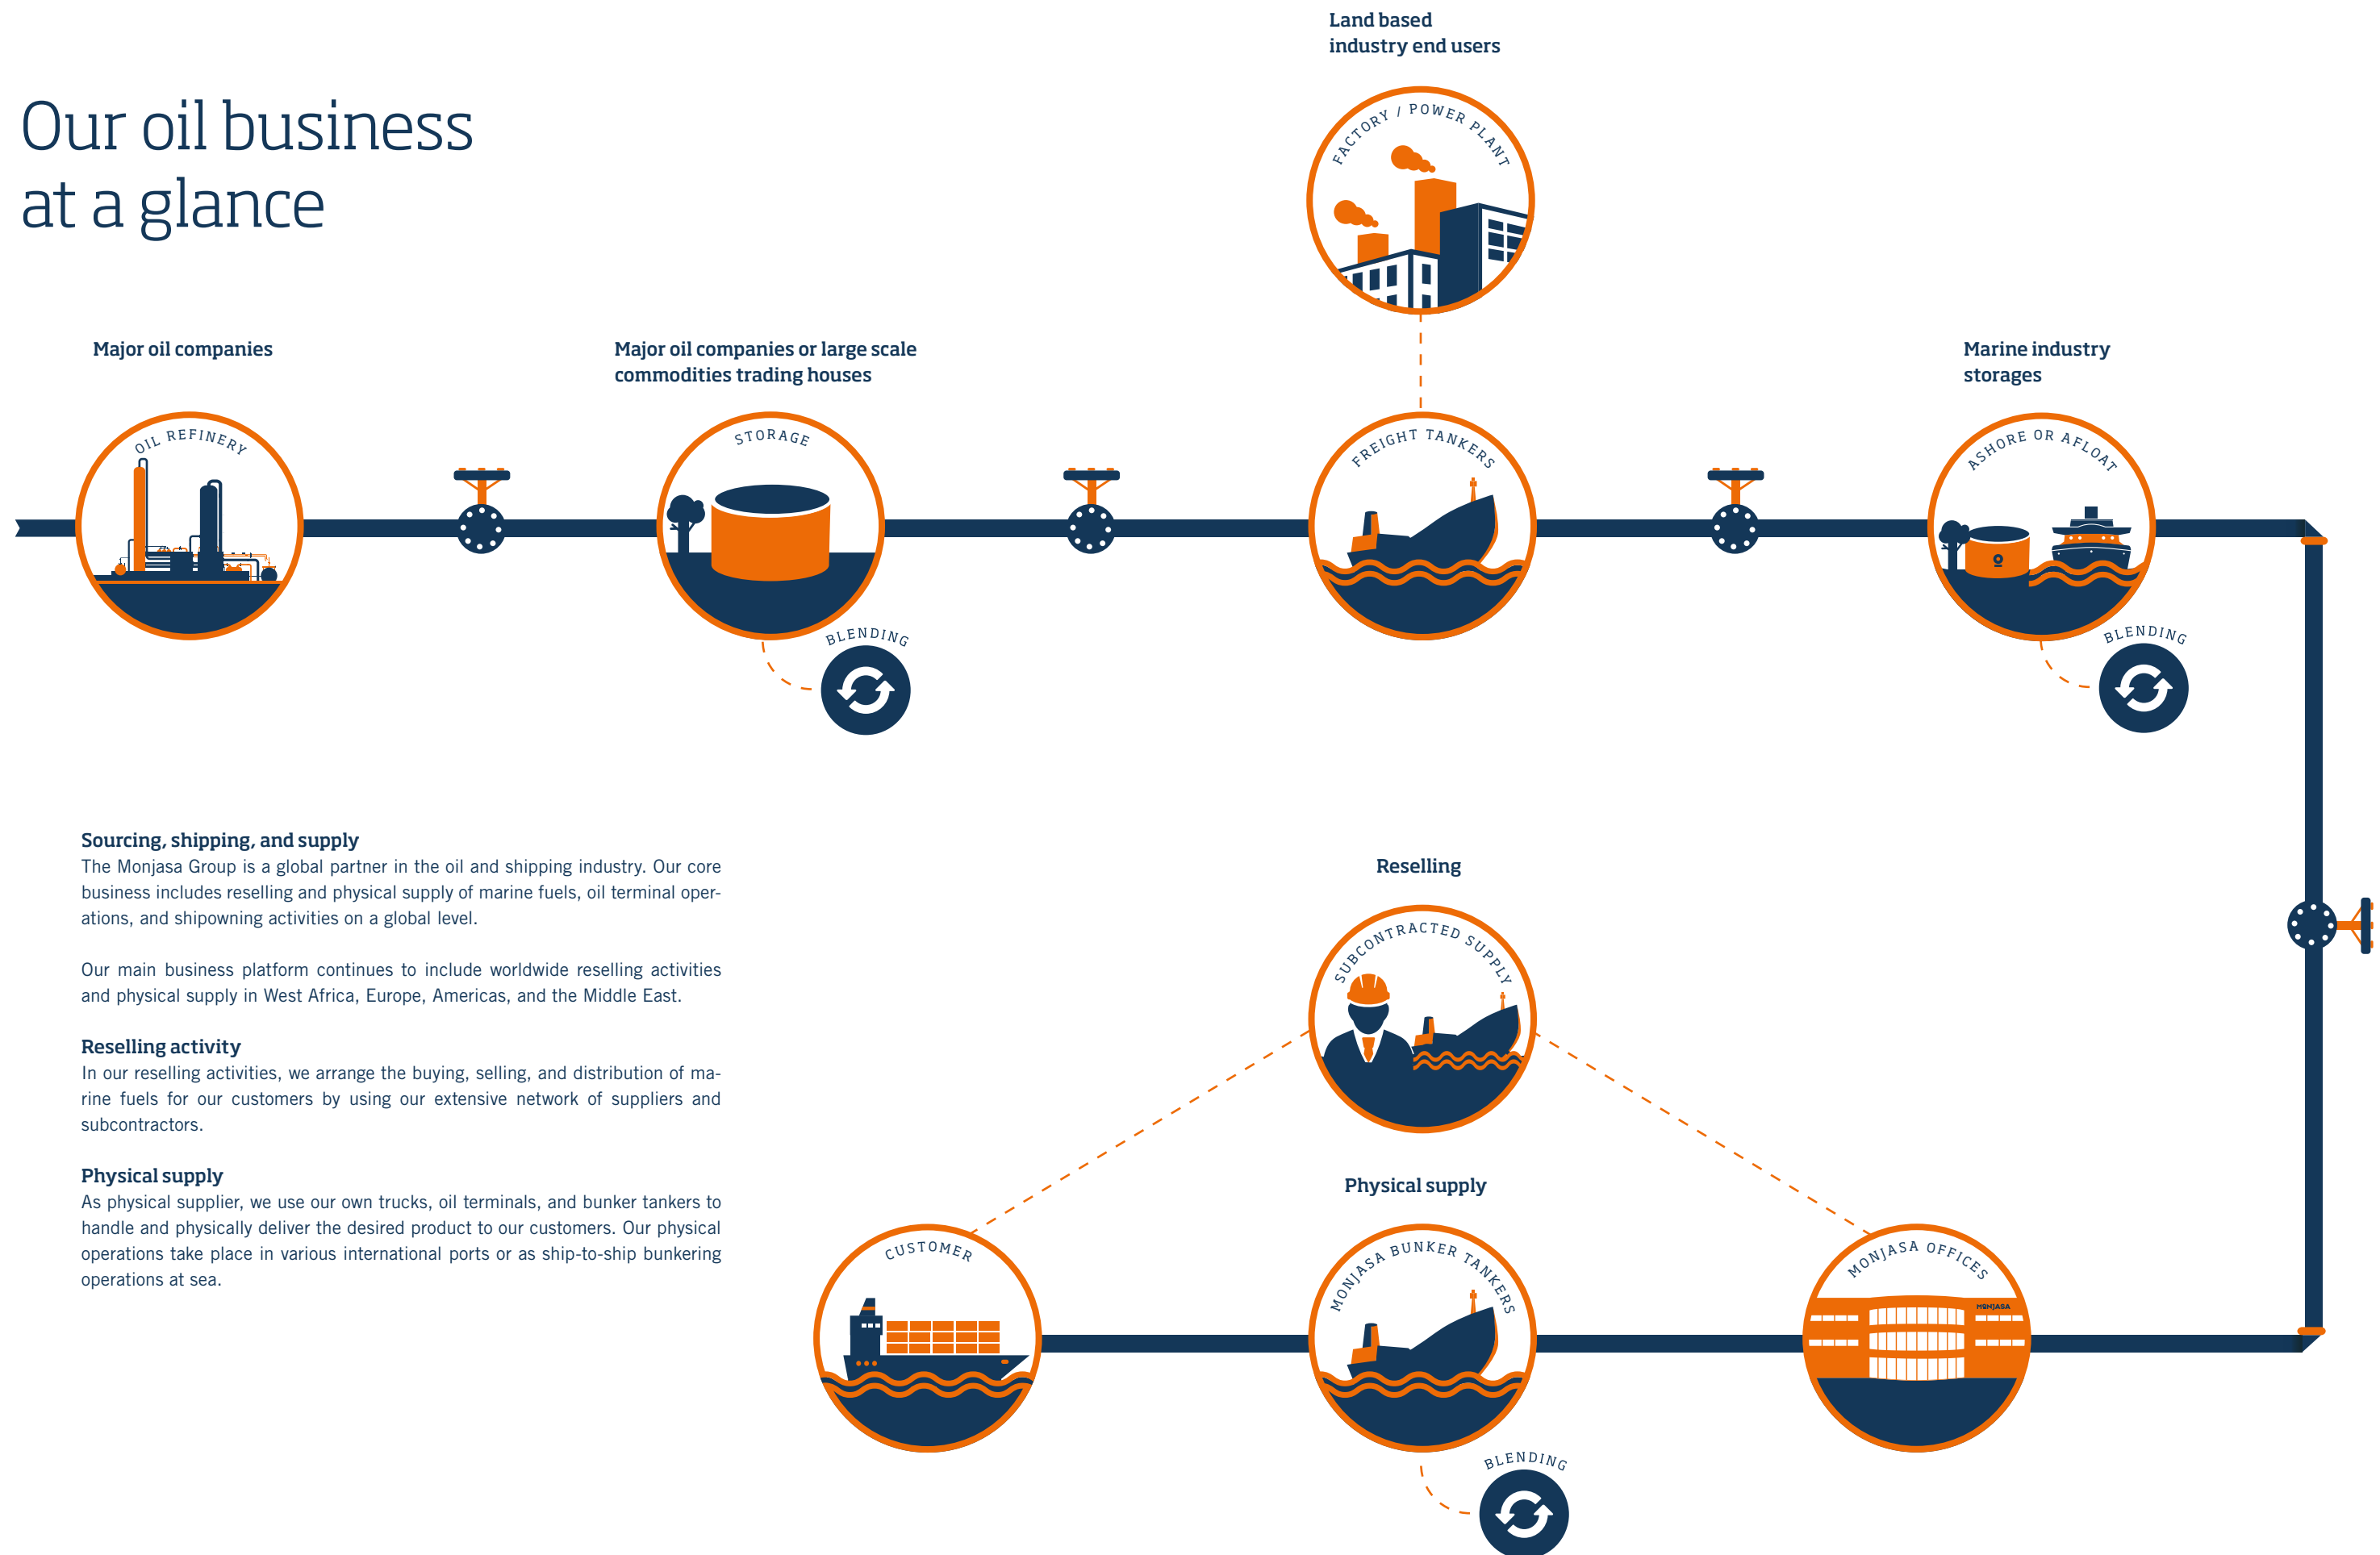 Our oil business
at a glance
Land based
industry end users
FACTORY / POWER PLANT
Major oil companies
OIL REFINERY
Major oil companies or large scale
commodities trading houses
STORAGE
BLENDING
FREIGHT TANKERS
Marine industry
storages
ASHORE OR AFLOAT
BLENDING
Sourcing, shipping, and supply
The Monjasa Group is a global partner in the oil and shipping industry. Our core
business includes reselling and physical supply of marine fuels, oil terminal oper-
ations, and shipowning activities on a global level.
Our main business platform continues to include worldwide reselling activities
and physical supply in West Africa, Europe, Americas, and the Middle East.
Reselling activity
In our reselling activities, we arrange the buying, selling, and distribution of ma-
rine fuels for our customers by using our extensive network of suppliers and
subcontractors.
Physical supply
As physical supplier, we use our own trucks, oil terminals, and bunker tankers to
handle and physically deliver the desired product to our customers. Our physical
operations take place in various international ports or as ship-to-ship bunkering
operations at sea.
Reselling
SUBCONTRACTED SUPPLY
Physical supply
CUSTOMER
MONJASA BUNKER TANKERS
MONJASA OFFICES
MONJASA
BLENDING